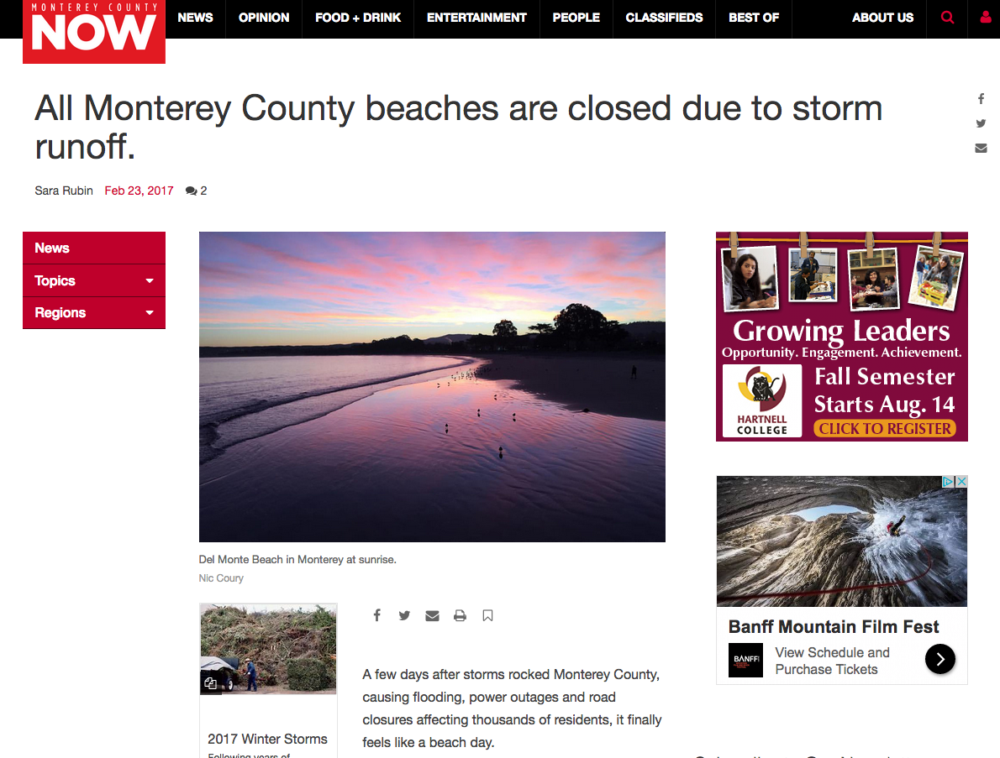 MONTEREY COUNTY
NOW
NEWS
OPINION
FOOD + DRINK
ENTERTAINMENT
PEOPLE
CLASSIFIEDS
BEST OF
ABOUT US
All Monterey County beaches are closed due to storm
runoff.
Sara Rubin Feb 23, 2017 2
News
Topics
Regions
Del Monte Beach in Monterey at sunrise.
Nic Coury
2017 Winter Storms
A few days after storms rocked Monterey County,
causing flooding, power outages and road
closures affecting thousands of residents, it finally
feels like a beach day.
Growing Leaders
Opportunity. Engagement. Achievement.
HARTNELL
COLLEGE
Fall Semester
Starts Aug. 14
CLICK TO REGISTER
Banff Mountain Film Fest
BANFF
View Schedule and
Purchase Tickets